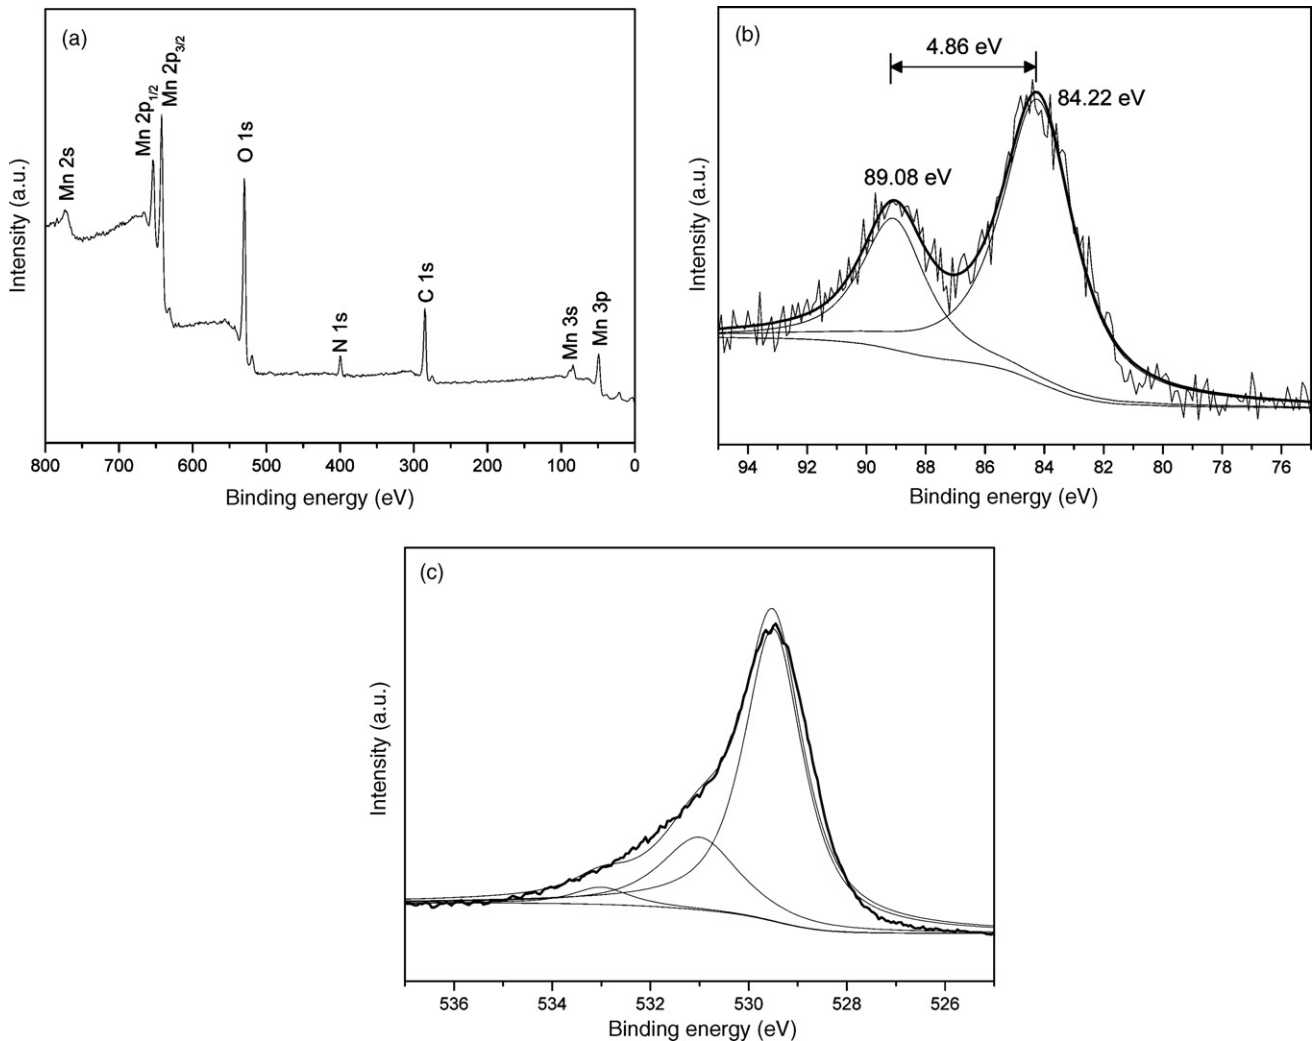 (a)
Mn 2s
Mn 2p1/2
Mn 2p3/2
O 1s
N 1s
C 1s
Mn 3s
Mn 3p
Intensity (a.u.)
800 700 600 500 400 300 200 100 0
Binding energy (eV)
(b)
4.86 eV
84.22 eV
89.08 eV
Intensity (a.u.)
94 92 90 88 86 84 82 80 78 76
Binding energy (eV)
(c)
Intensity (a.u.)
536 534 532 530 528 526
Binding energy (eV)